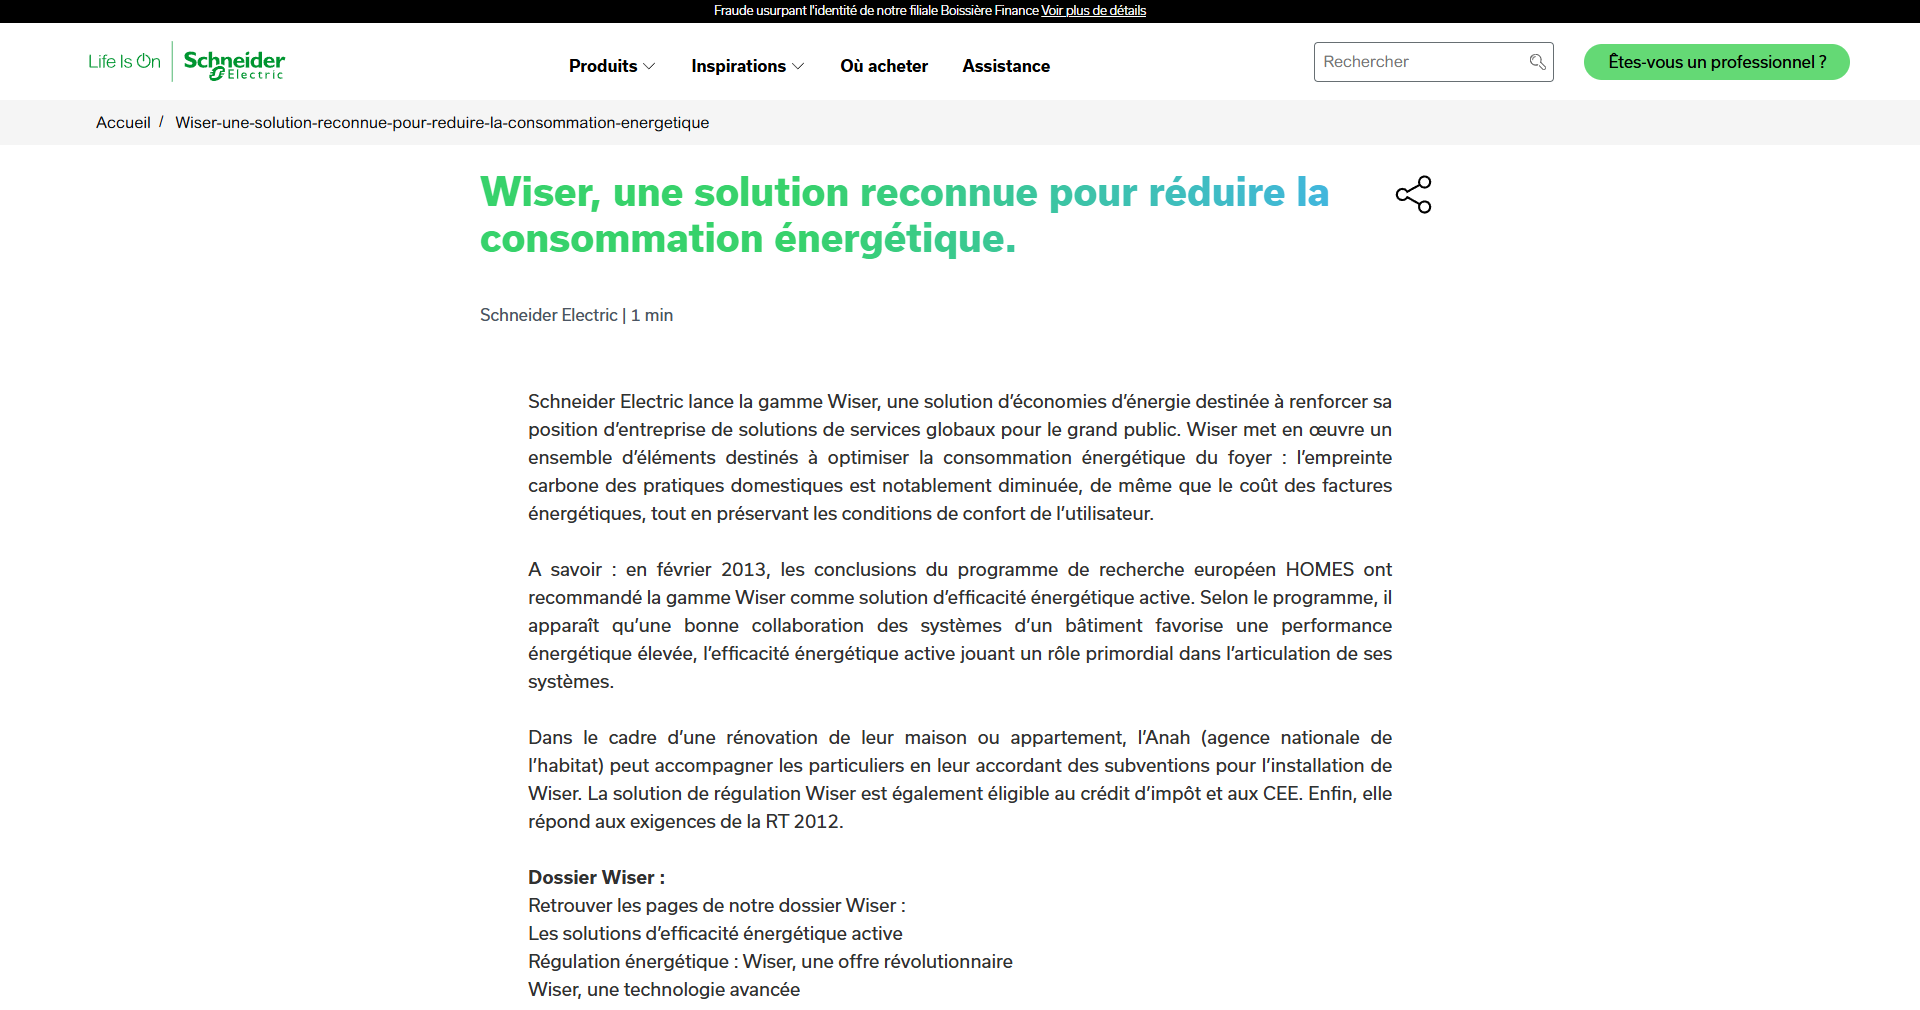 Fraude usurpant l'identité de notre filiale Boissière Finance Voir plus de détails
Life Is On
Schneider
Electric
Produits
Inspirations
Où acheter
Assistance
Rechercher
Êtes-vous un professionnel ?
Accueil / Wiser-une-solution-reconnue-pour-reduire-la-consommation-energetique
Wiser, une solution reconnue pour réduire la
consommation énergétique.
Schneider Electric | 1 min
Schneider Electric lance la gamme Wiser, une solution d’économies d’énergie destinée à renforcer sa
position d’entreprise de solutions de services globaux pour le grand public. Wiser met en œuvre un
ensemble d’éléments destinés à optimiser la consommation énergétique du foyer : l’empreinte
carbone des pratiques domestiques est notablement diminuée, de même que le coût des factures
énergétiques, tout en préservant les conditions de confort de l’utilisateur.
A savoir : en février 2013, les conclusions du programme de recherche européen HOMES ont
recommandé la gamme Wiser comme solution d’efficacité énergétique active. Selon le programme, il
apparaît qu’une bonne collaboration des systèmes d’un bâtiment favorise une performance
énergétique élevée, l’efficacité énergétique active jouant un rôle primordial dans l’articulation de ses
systèmes.
Dans le cadre d’une rénovation de leur maison ou appartement, l’Anah (agence nationale de
l’habitat) peut accompagner les particuliers en leur accordant des subventions pour l’installation de
Wiser. La solution de régulation Wiser est également éligible au crédit d’impôt et aux CEE. Enfin, elle
répond aux exigences de la RT 2012.
Dossier Wiser :
Retrouver les pages de notre dossier Wiser :
Les solutions d’efficacité énergétique active
Régulation énergétique : Wiser, une offre révolutionnaire
Wiser, une technologie avancée